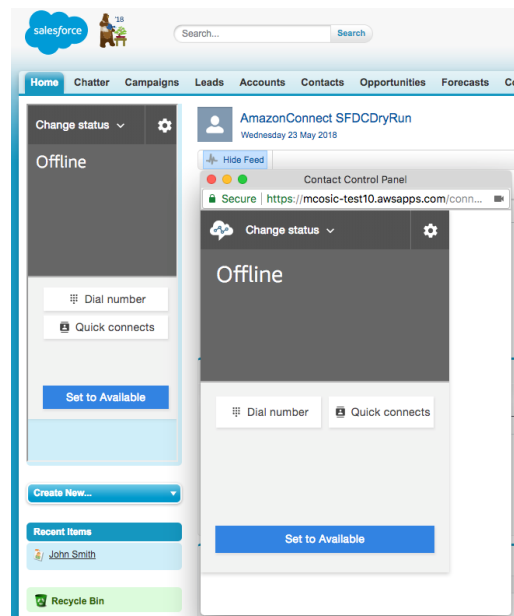 salesforce
'18
Search...
Search
Home Chatter Campaigns Leads Accounts Contacts Opportunities Forecasts
Change status
Offline
Dial number
Quick connects
Set to Available
Create New...
Recent Items
John Smith
Recycle Bin
AmazonConnect SFDCDryRun
Wednesday 23 May 2018
Hide Feed
Contact Control Panel
Secure | https://mcosic-test10.awsapps.com/conn...
Change status
Offline
Dial number
Quick connects
Set to Available